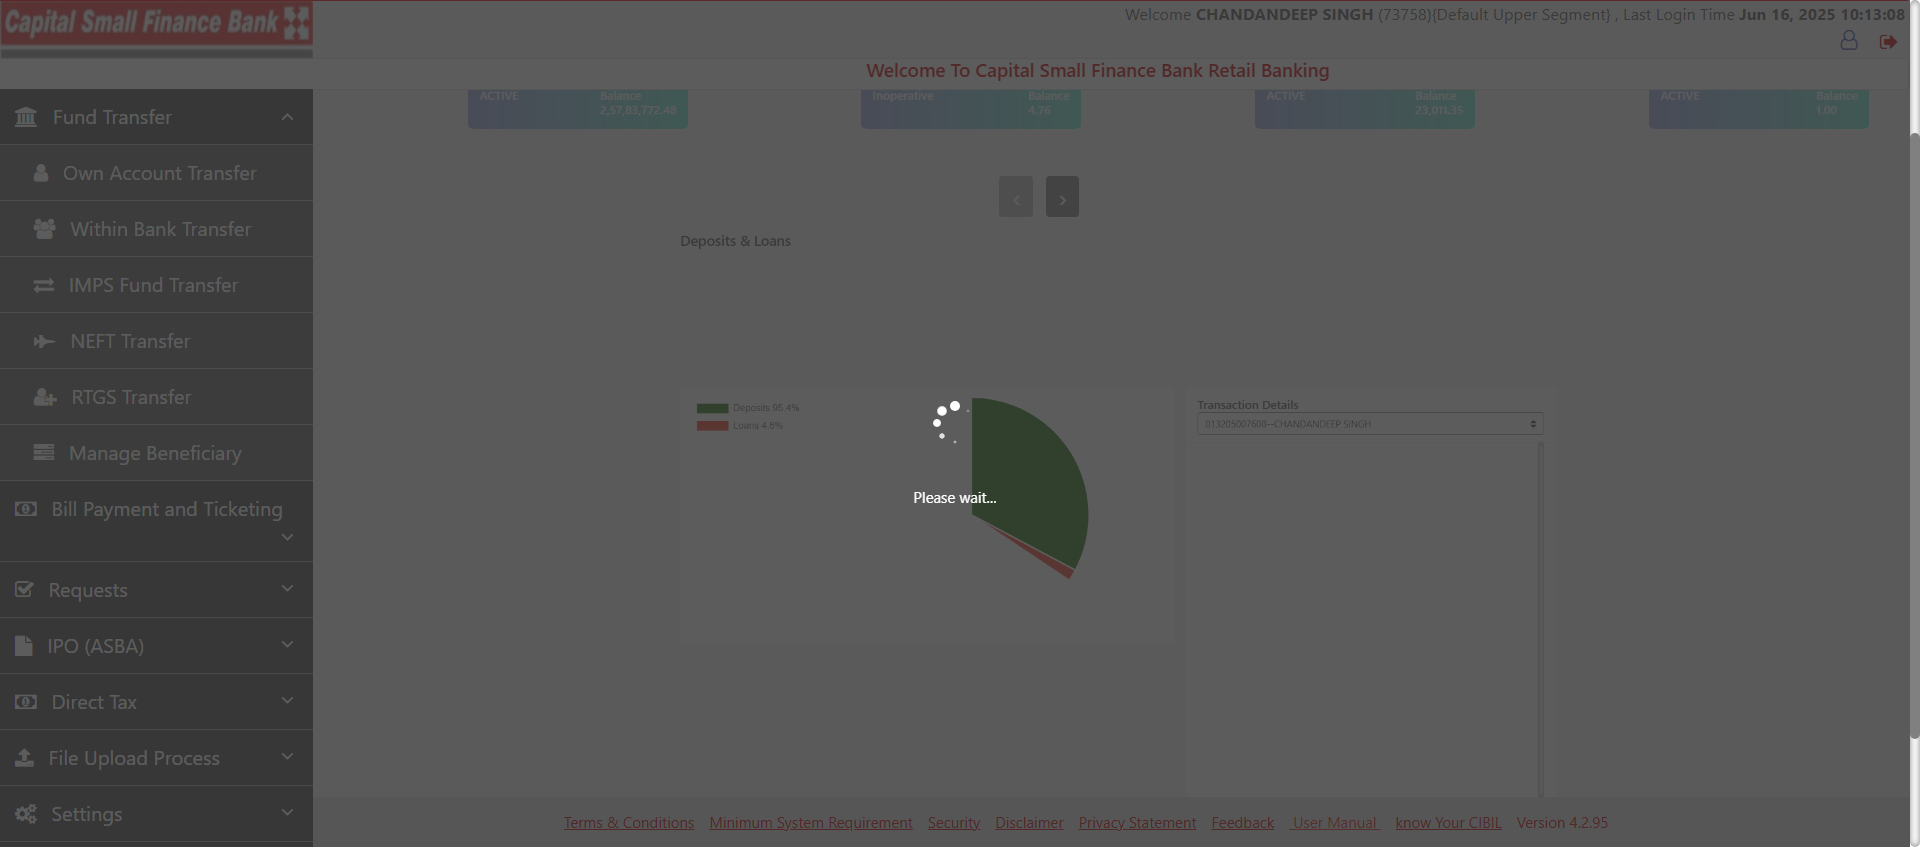 Capital Small Finance Bank
Welcome CHANDANDEEP SINGH (73758){Default Upper Segment} , Last Login Time Jun 16, 2025 10:13:08
Welcome To Capital Small Finance Bank Retail Banking
ACTIVE Balance
2,57,83,772.48
Inoperative Balance
4.76
ACTIVE Balance
23,011.35
ACTIVE Balance
1.00
Fund Transfer
Own Account Transfer
Within Bank Transfer
IMPS Fund Transfer
NEFT Transfer
RTGS Transfer
Manage Beneficiary
Bill Payment and Ticketing
Requests
IPO (ASBA)
Direct Tax
File Upload Process
Settings
Deposits & Loans
Deposits 95.4%
Loans 4.6%
Please wait...
Transaction Details
013205007600--CHANDANDEEP SINGH
Terms & Conditions Minimum System Requirement Security Disclaimer Privacy Statement Feedback User Manual know Your CIBIL Version 4.2.95